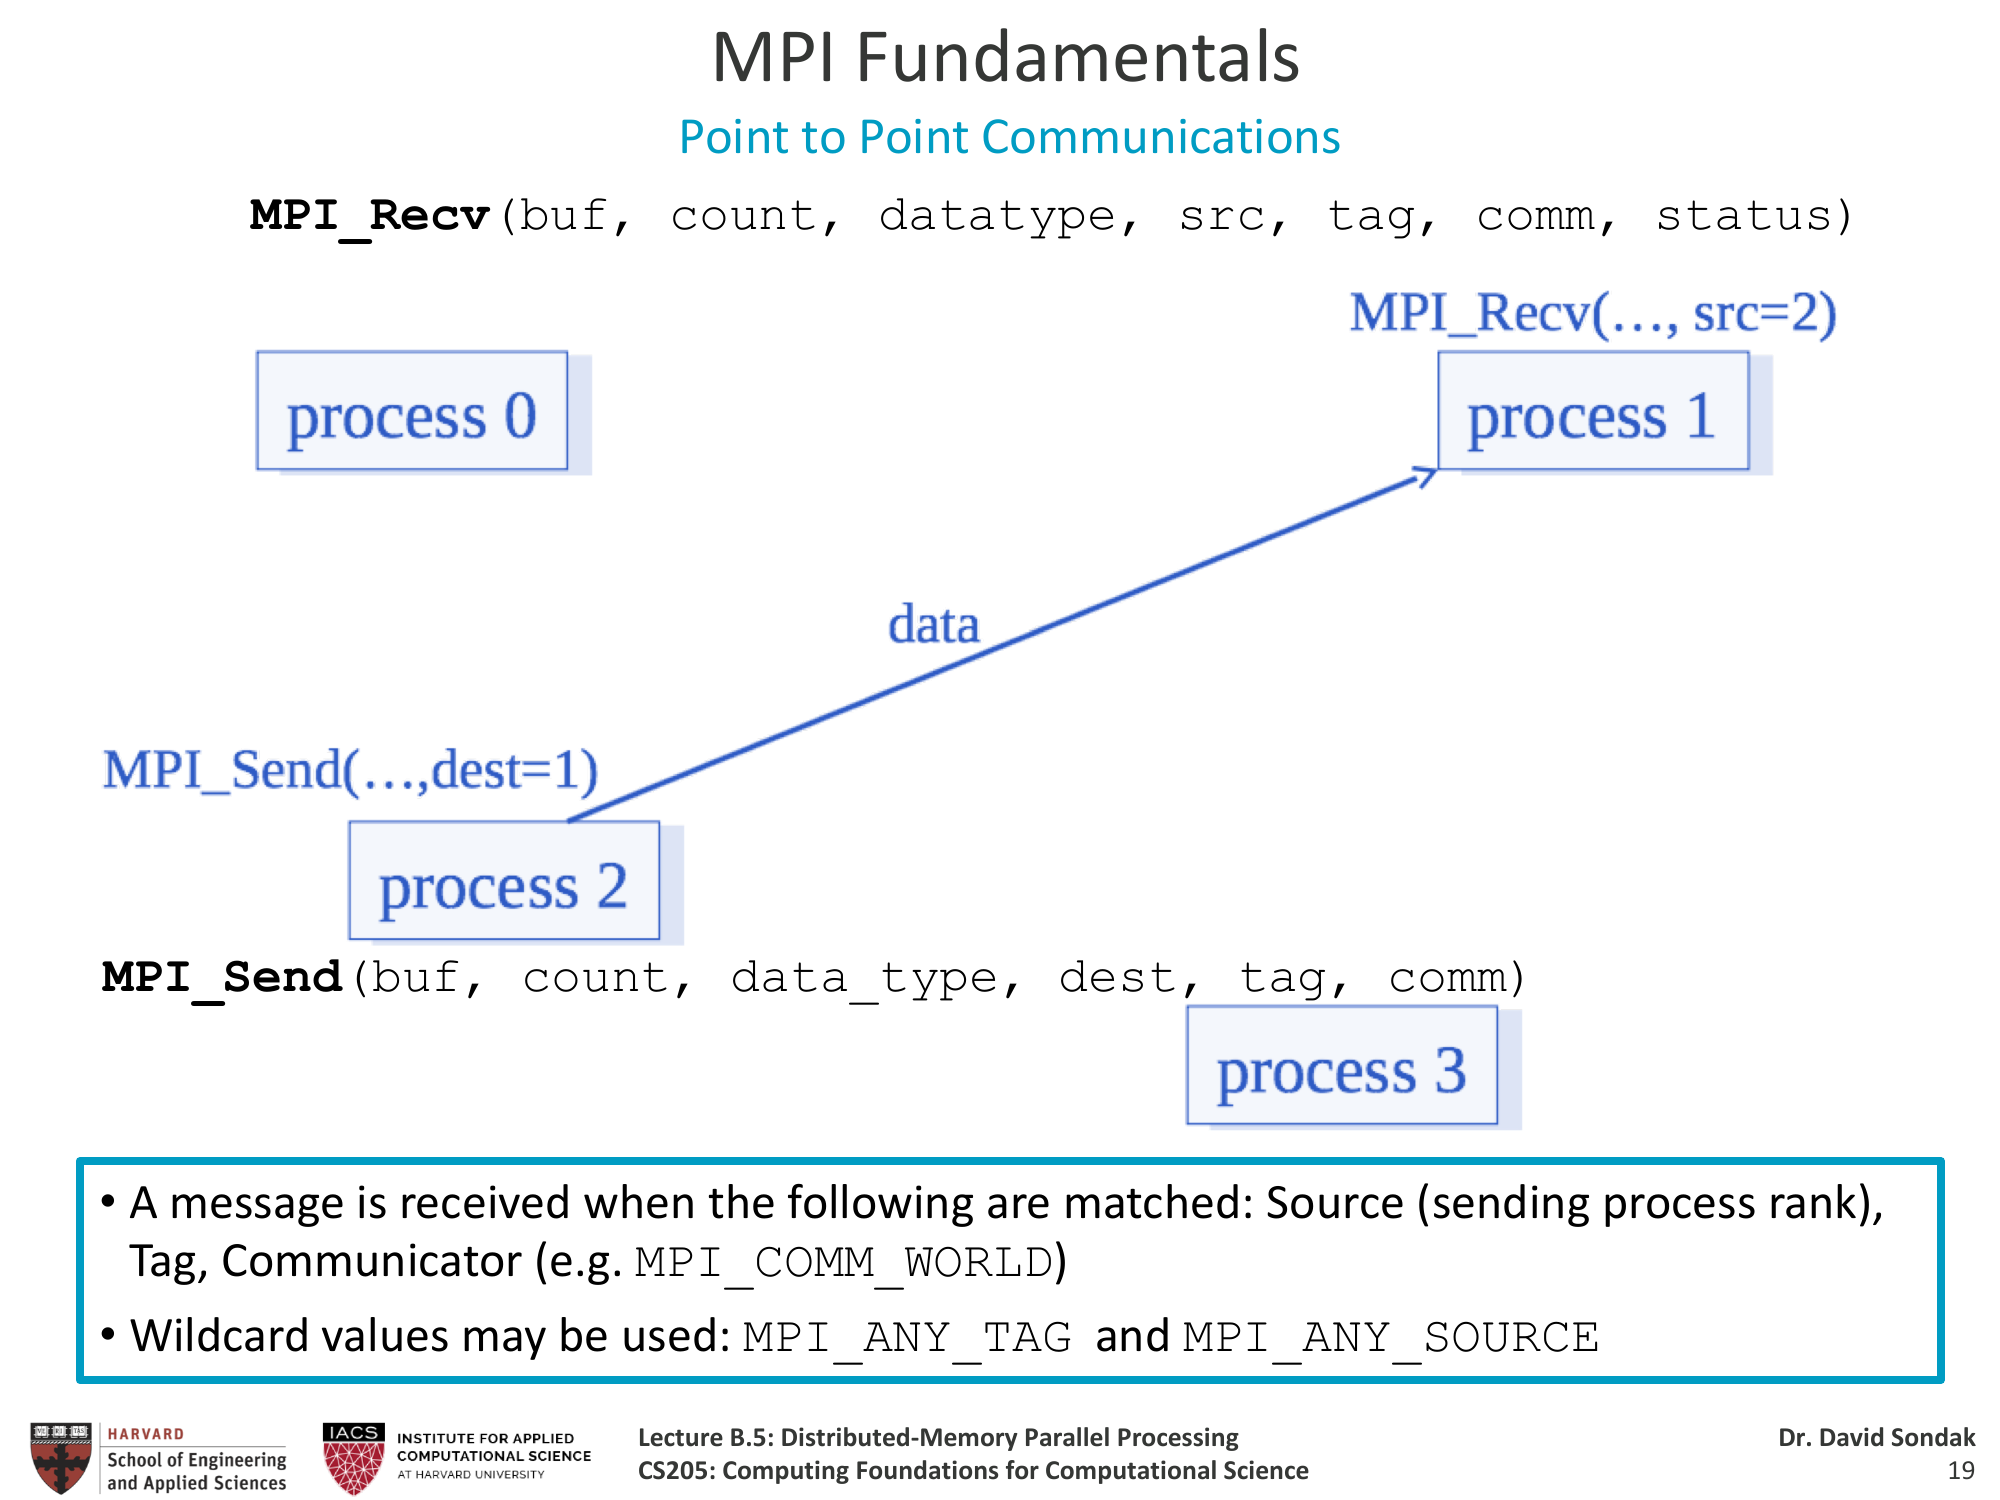 MPI Fundamentals
Point to Point Communications
MPI_Recv(buf, count, datatype, src, tag, comm, status)
MPI_Recv(…, src=2)
process 0
process 1
data
MPI_Send(…,dest=1)
process 2
MPI_Send(buf, count, data_type, dest, tag, comm)
process 3
• A message is received when the following are matched: Source (sending process rank),
Tag, Communicator (e.g. MPI_COMM_WORLD)
• Wildcard values may be used: MPI_ANY_TAG and MPI_ANY_SOURCE
HARVARD
School of Engineering
and Applied Sciences
IACS
INSTITUTE FOR APPLIED
COMPUTATIONAL SCIENCE
AT HARVARD UNIVERSITY
Lecture B.5: Distributed-Memory Parallel Processing
CS205: Computing Foundations for Computational Science
Dr. David Sondak
19